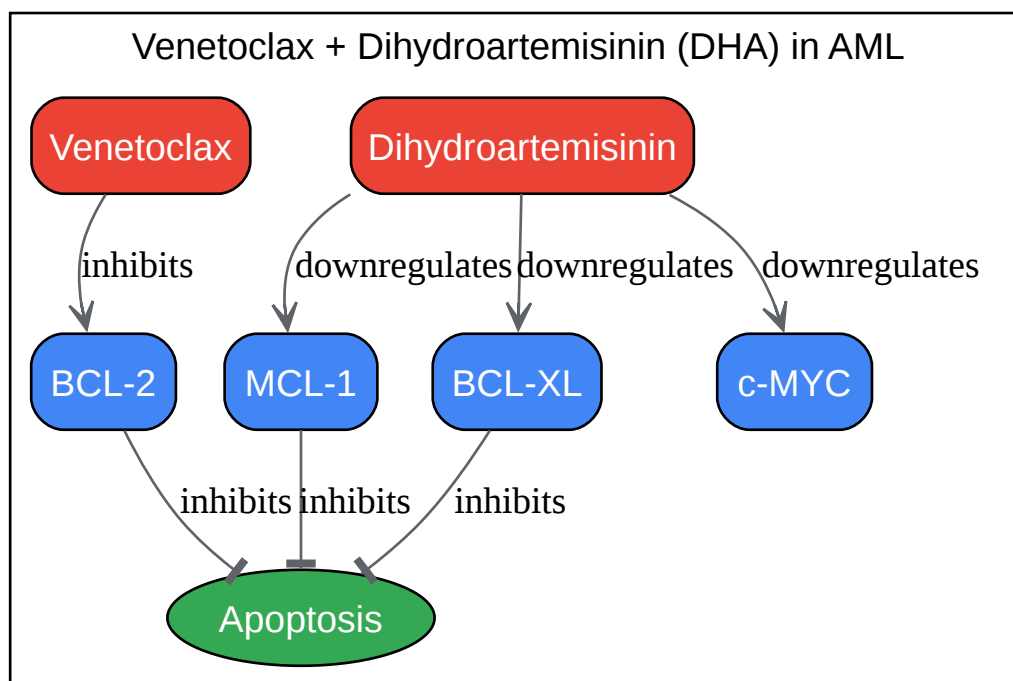 Venetoclax + Dihydroartemisinin (DHA) in AML
Venetoclax Dihydroartemisinin
inhibits downregulates downregulates downregulates
BCL-2 MCL-1 BCL-XL c-MYC
inhibits inhibits inhibits
Apoptosis